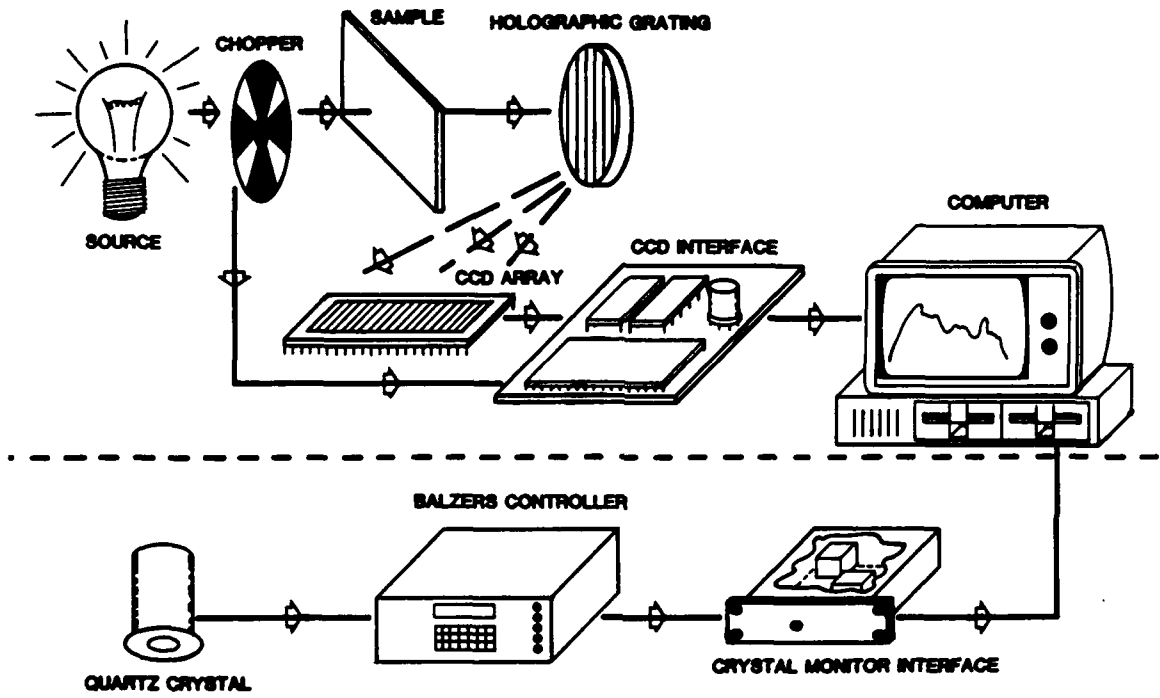 SAMPLE
HOLOGRAPHIC GRATING
CHOPPER
SOURCE
COMPUTER
CCD INTERFACE
CCD ARRAY
BALZERS CONTROLLER
QUARTZ CRYSTAL
CRYSTAL MONITOR INTERFACE